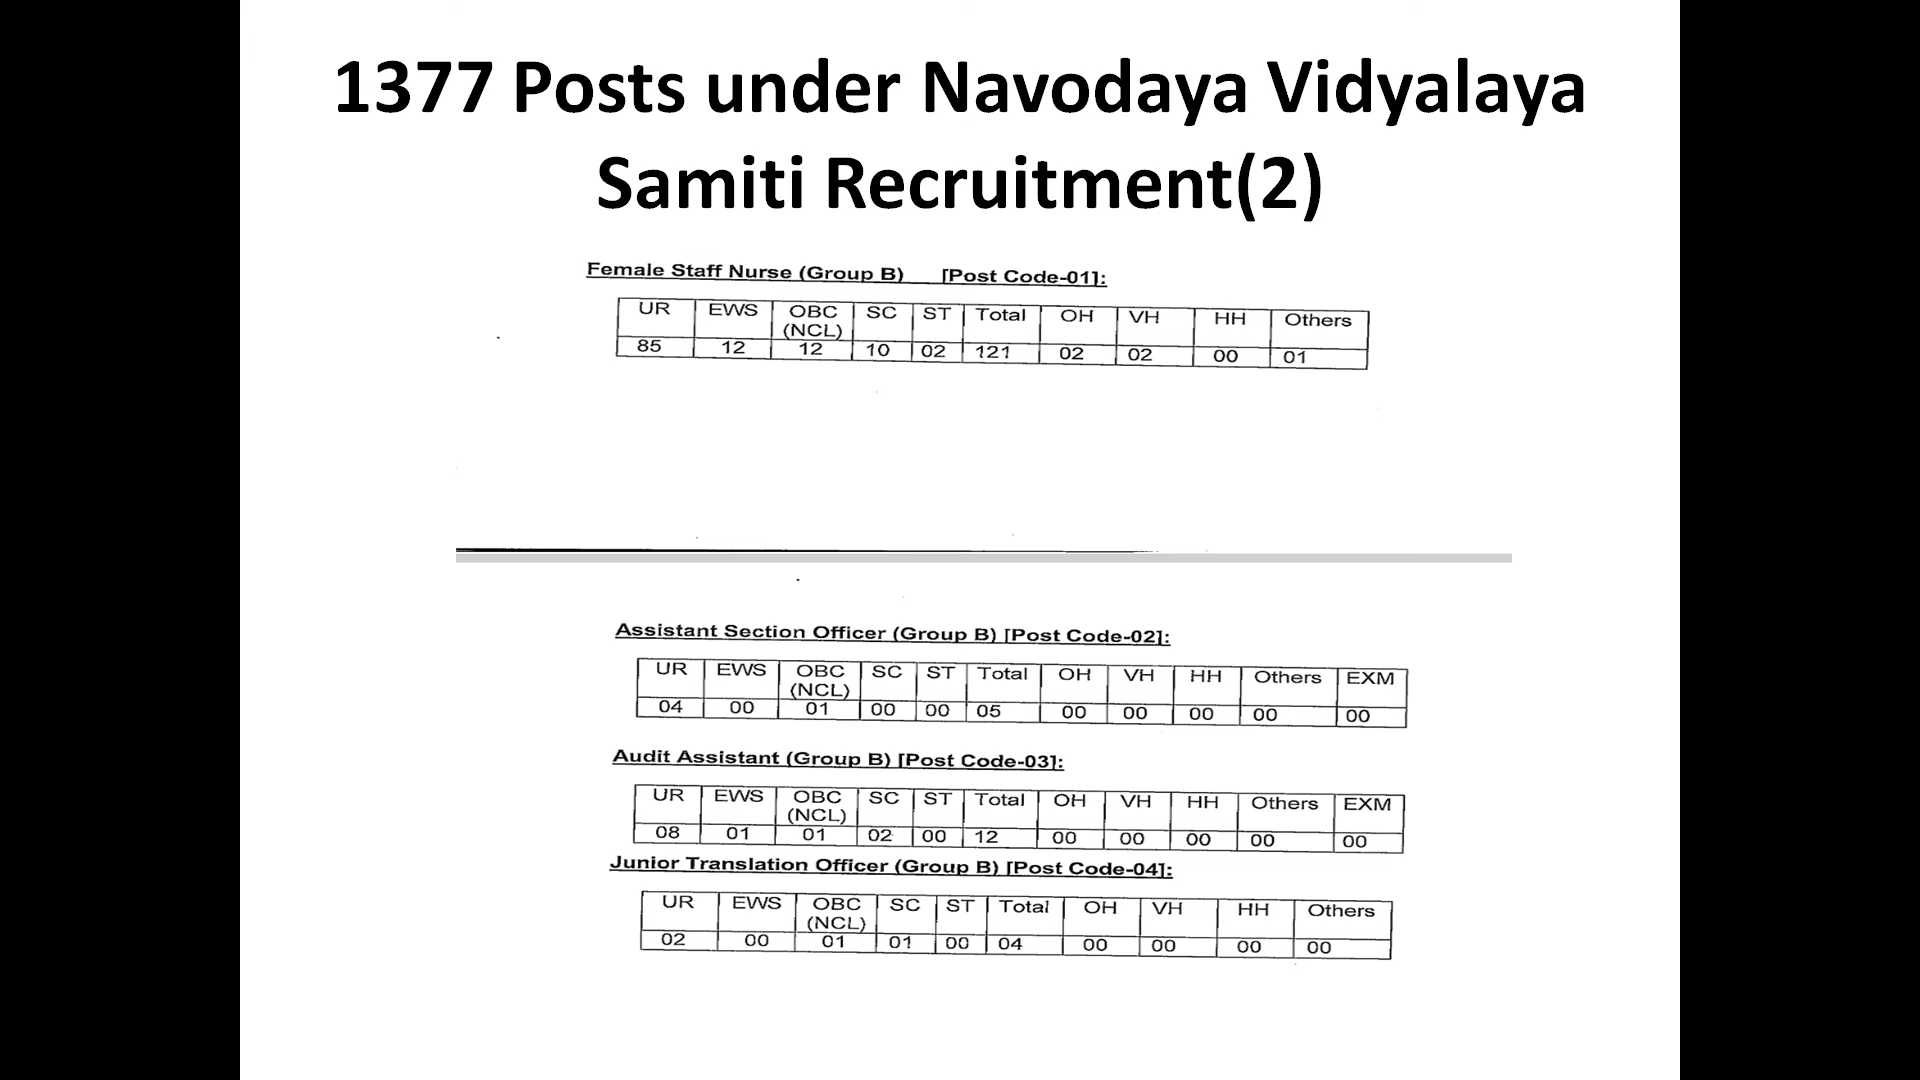 1377 Posts under Navodaya Vidyalaya
Samiti Recruitment(2)
Female Staff Nurse (Group B) [Post Code-01]:
UR EWS OBC (NCL) SC ST Total OH VH HH Others
85 12 12 10 02 121 02 02 00 01
Assistant Section Officer (Group B) [Post Code-02]:
UR EWS OBC (NCL) SC ST Total OH VH HH Others EXM
04 00 01 00 00 05 00 00 00 00 00
Audit Assistant (Group B) [Post Code-03]:
UR EWS OBC (NCL) SC ST Total OH VH HH Others EXM
08 01 01 02 00 12 00 00 00 00 00
Junior Translation Officer (Group B) [Post Code-04]:
UR EWS OBC (NCL) SC ST Total OH VH HH Others
02 00 01 01 00 04 00 00 00 00